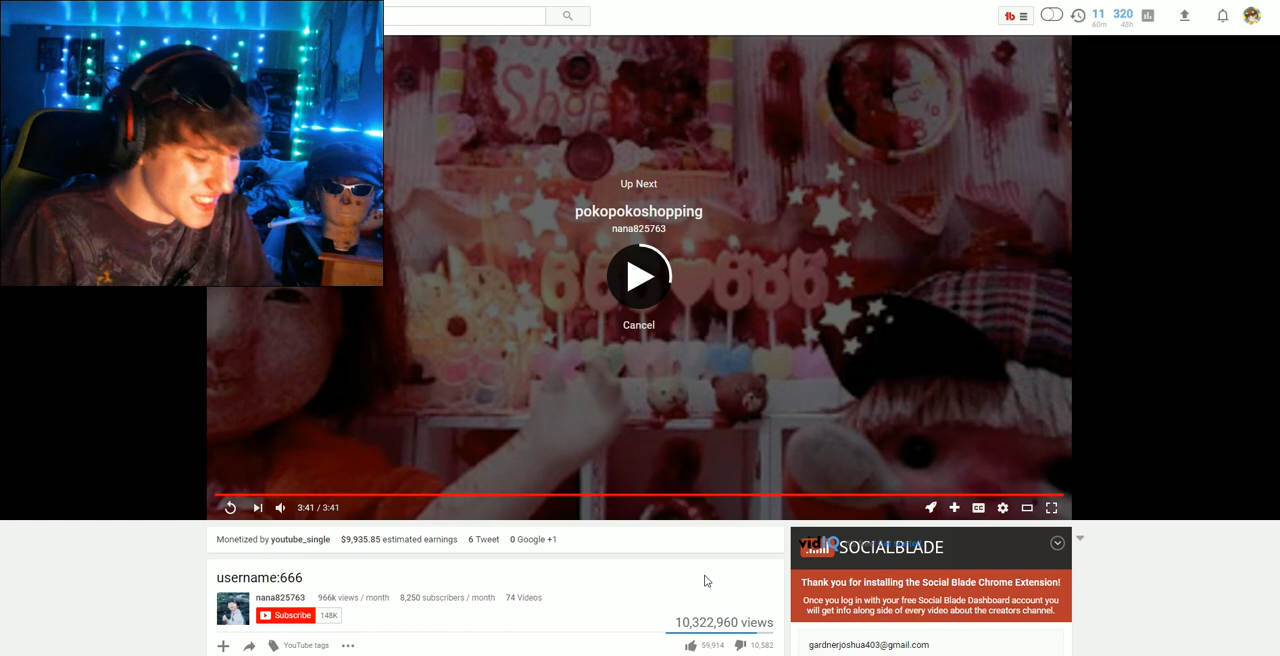 11 320
60m 48h
Shop
Up Next
pokopokoshopping
nana825763
666 666
Cancel
3:41 / 3:41
Monetized by youtube_single $9,935.85 estimated earnings 6 Tweet 0 Google +1
username:666
nana825763 966k views / month 8,250 subscribers / month 74 Videos
Subscribe 148K
10,322,960 views
YouTube tags
59,914 10,582
vidIQ SOCIALBLADE
Thank you for installing the Social Blade Chrome Extension!
Once you log in with your free Social Blade Dashboard account you
will get info along side of every video about the creators channel.
gardnerjoshua403@gmail.com